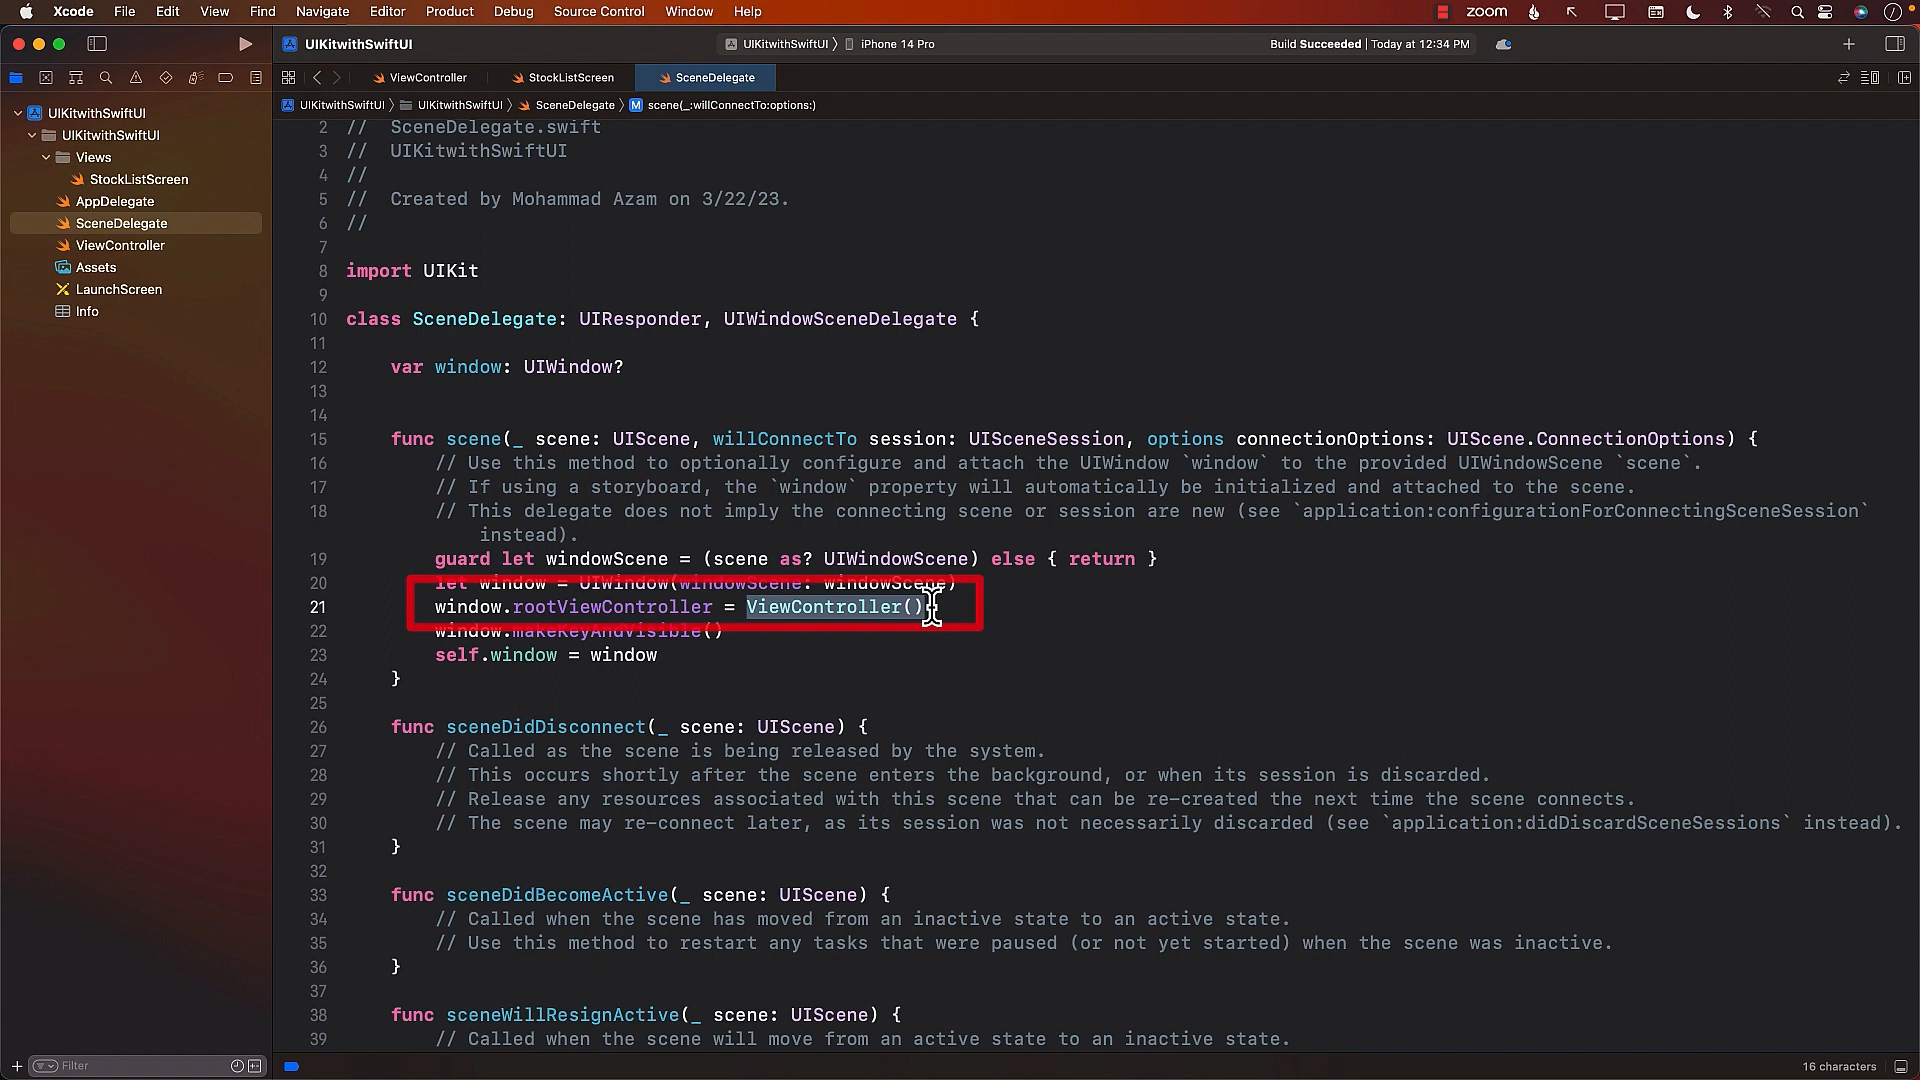 Xcode File Edit View Find Navigate Editor Product Debug Source Control Window Help zoom
UIKitwithSwiftUI UIKitwithSwiftUI 〉 iPhone 14 Pro Build Succeeded | Today at 12:34 PM
ViewController StockListScreen SceneDelegate
UIKitwithSwiftUI 〉 UIKitwithSwiftUI 〉 SceneDelegate 〉 M scene(_:willConnectTo:options:)
UIKitwithSwiftUI
UIKitwithSwiftUI
Views
StockListScreen
AppDelegate
SceneDelegate
ViewController
Assets
LaunchScreen
Info
2 //  SceneDelegate.swift
3 //  UIKitwithSwiftUI
4 //
5 //  Created by Mohammad Azam on 3/22/23.
6 //
7
8 import UIKit
9
10 class SceneDelegate: UIResponder, UIWindowSceneDelegate {
11
12     var window: UIWindow?
13
14
15     func scene(_ scene: UIScene, willConnectTo session: UISceneSession, options connectionOptions: UIScene.ConnectionOptions) {
16         // Use this method to optionally configure and attach the UIWindow `window` to the provided UIWindowScene `scene`.
17         // If using a storyboard, the `window` property will automatically be initialized and attached to the scene.
18         // This delegate does not imply the connecting scene or session are new (see `application:configurationForConnectingSceneSession`
instead).
19         guard let windowScene = (scene as? UIWindowScene) else { return }
20         let window = UIWindow(windowScene: windowScene)
21         window.rootViewController = ViewController()
22         window.makeKeyAndVisible()
23         self.window = window
24     }
25
26     func sceneDidDisconnect(_ scene: UIScene) {
27         // Called as the scene is being released by the system.
28         // This occurs shortly after the scene enters the background, or when its session is discarded.
29         // Release any resources associated with this scene that can be re-created the next time the scene connects.
30         // The scene may re-connect later, as its session was not necessarily discarded (see `application:didDiscardSceneSessions` instead).
31     }
32
33     func sceneDidBecomeActive(_ scene: UIScene) {
34         // Called when the scene has moved from an inactive state to an active state.
35         // Use this method to restart any tasks that were paused (or not yet started) when the scene was inactive.
36     }
37
38     func sceneWillResignActive(_ scene: UIScene) {
39         // Called when the scene will move from an active state to an inactive state.
Filter 16 characters